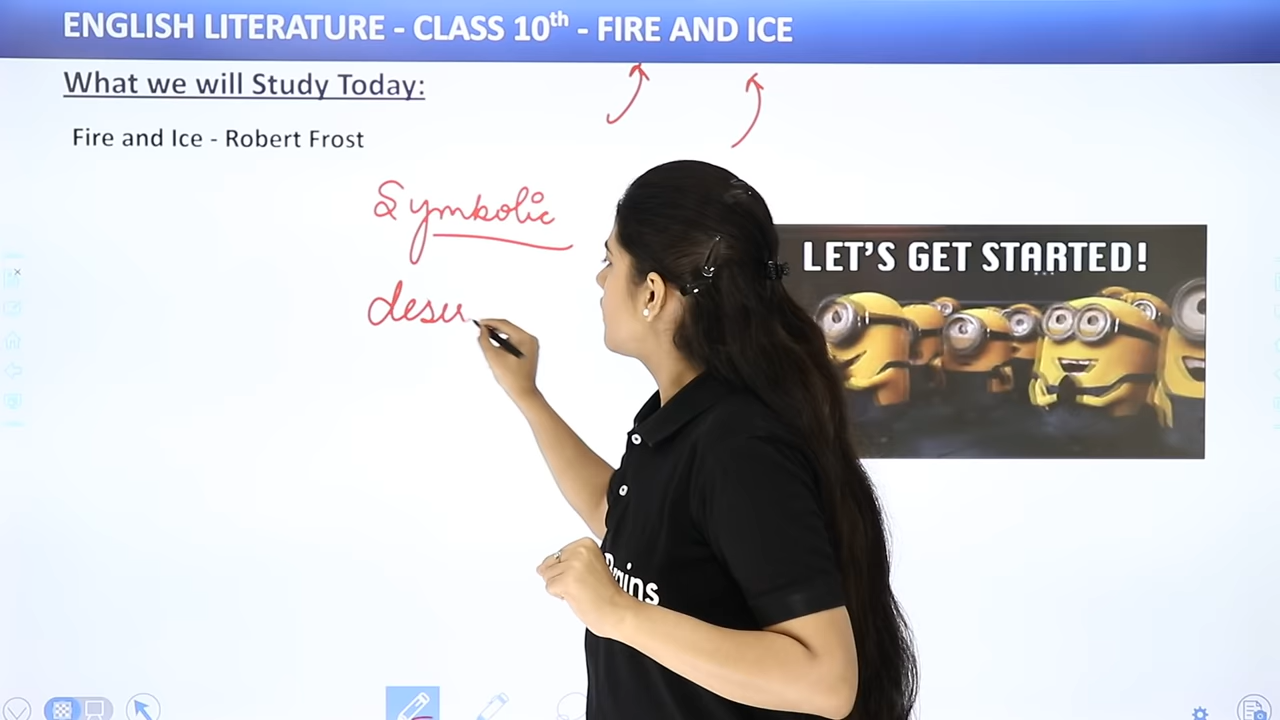 ENGLISH LITERATURE - CLASS 10th - FIRE AND ICE
What we will Study Today:
Fire and Ice - Robert Frost
Symbolic
desu
LET'S GET STARTED!
Brains